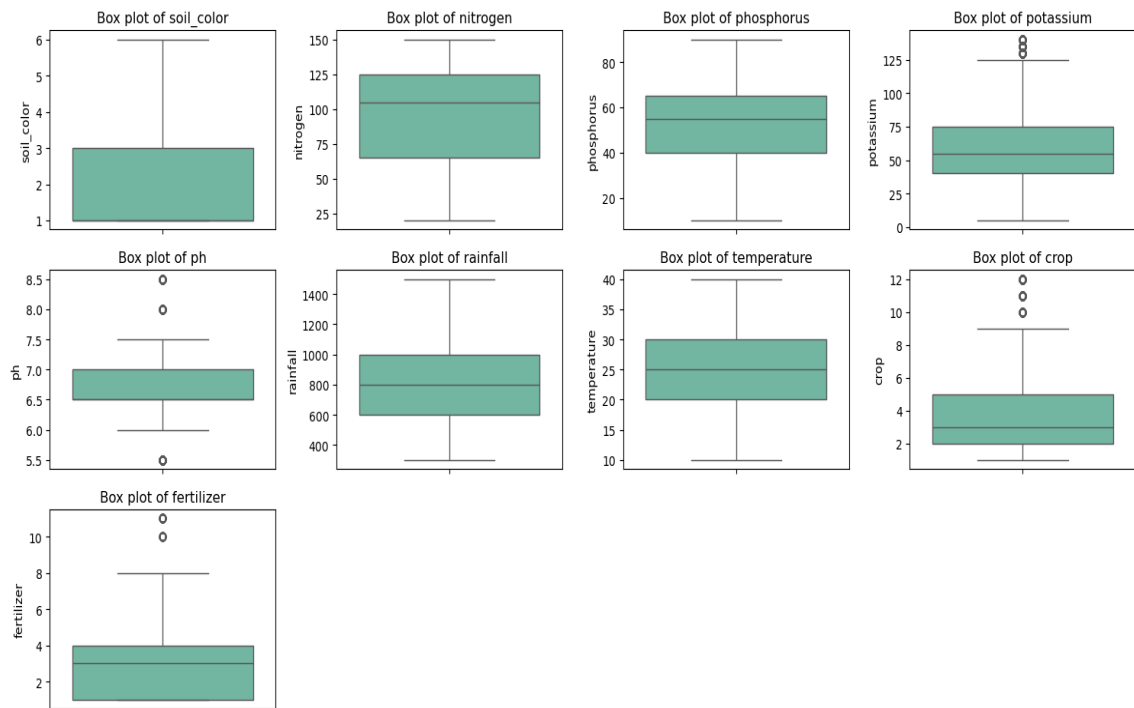 Box plot of soil_color
soil_color
6
5
4
3
2
1
Box plot of nitrogen
nitrogen
150
125
100
75
50
25
Box plot of phosphorus
phosphorus
80
60
40
20
Box plot of potassium
potassium
125
100
75
50
25
0
Box plot of ph
ph
8.5
8.0
7.5
7.0
6.5
6.0
5.5
Box plot of rainfall
rainfall
1400
1200
1000
800
600
400
Box plot of temperature
temperature
40
35
30
25
20
15
10
Box plot of crop
crop
12
10
8
6
4
2
Box plot of fertilizer
fertilizer
10
8
6
4
2